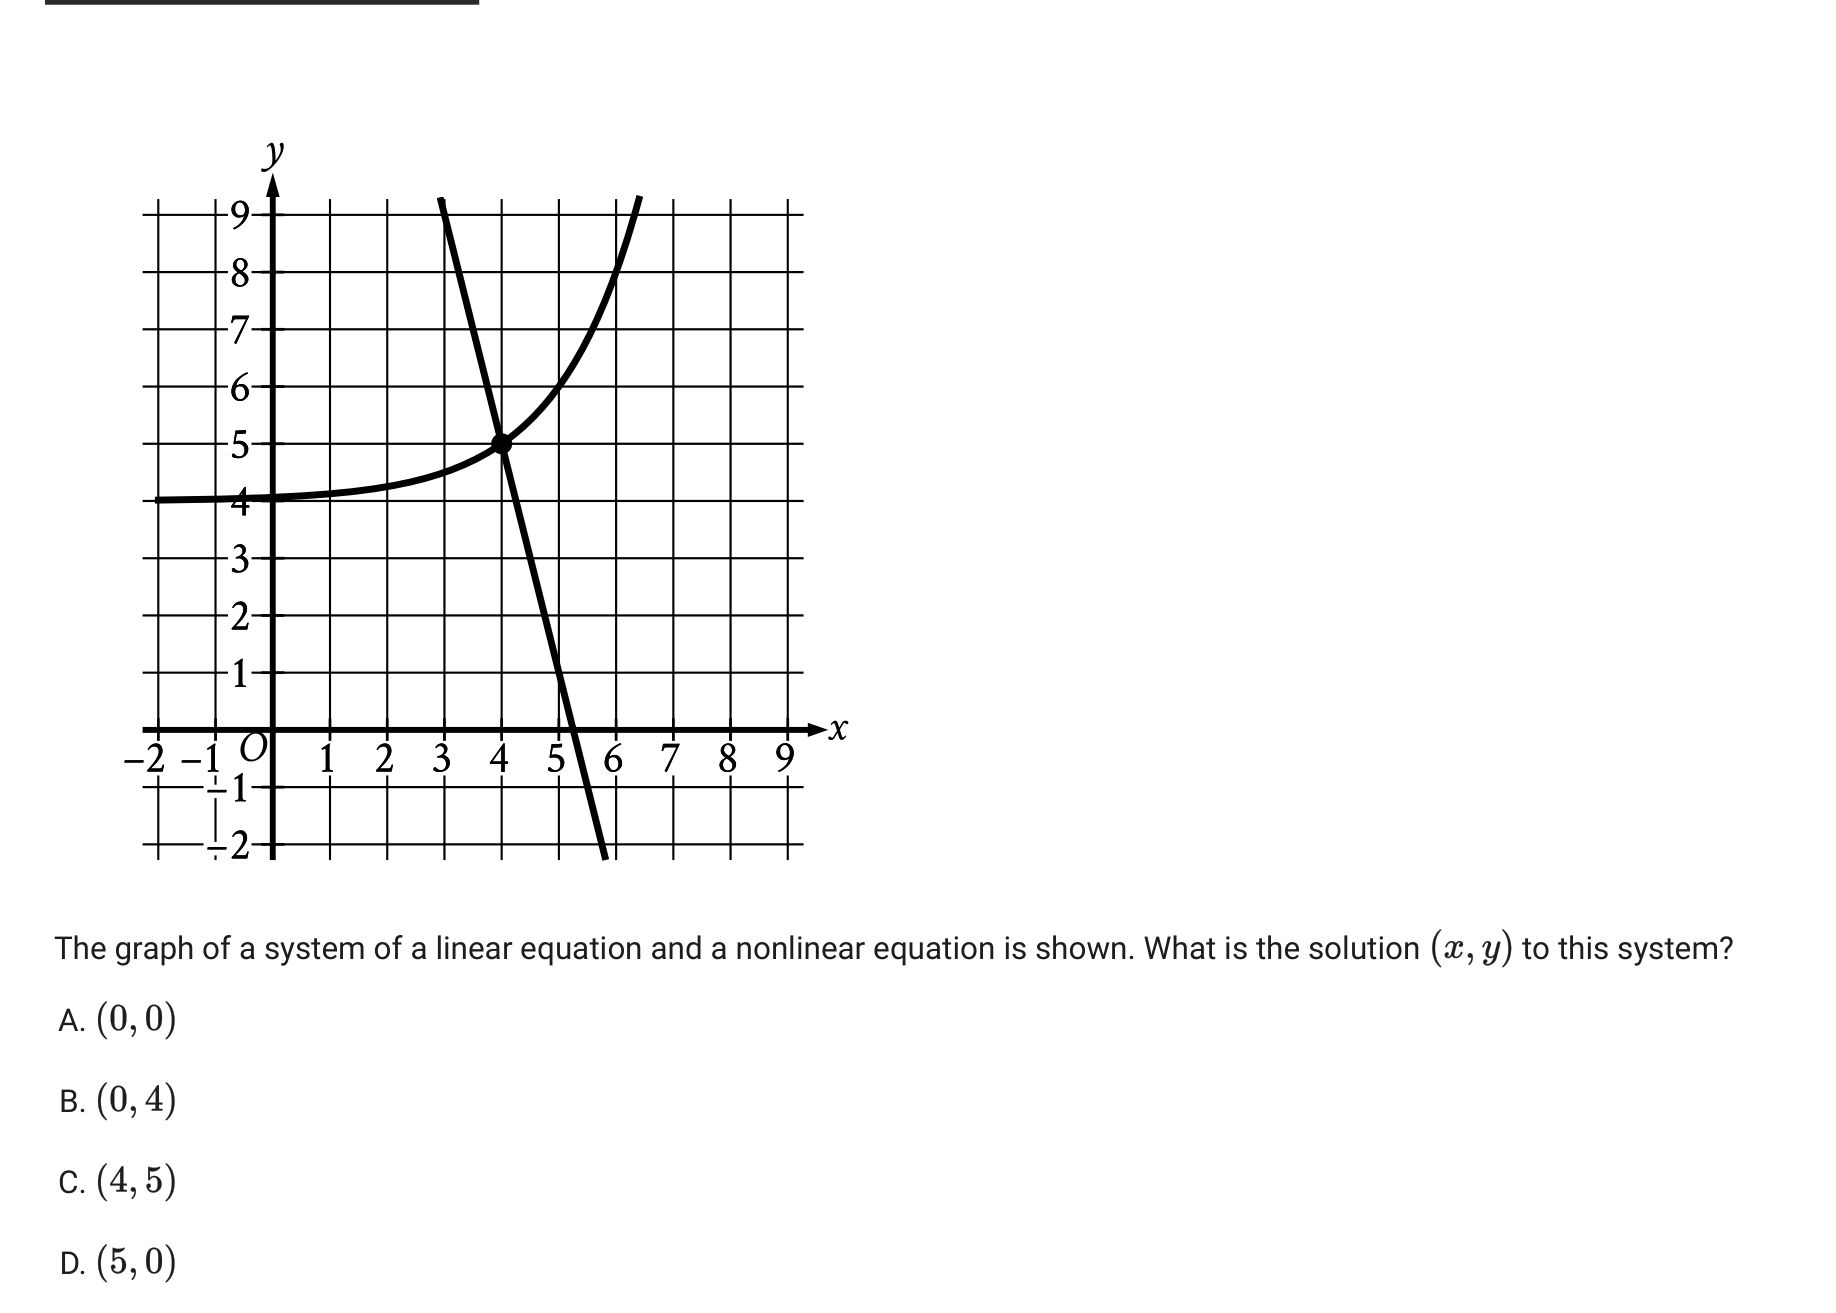 y
9
8
7
6
5
4
3
2
1
x
−2 −1 O 1 2 3 4 5 6 7 8 9
−1
−2
The graph of a system of a linear equation and a nonlinear equation is shown. What is the solution (x, y) to this system?
A. (0, 0)
B. (0, 4)
C. (4, 5)
D. (5, 0)